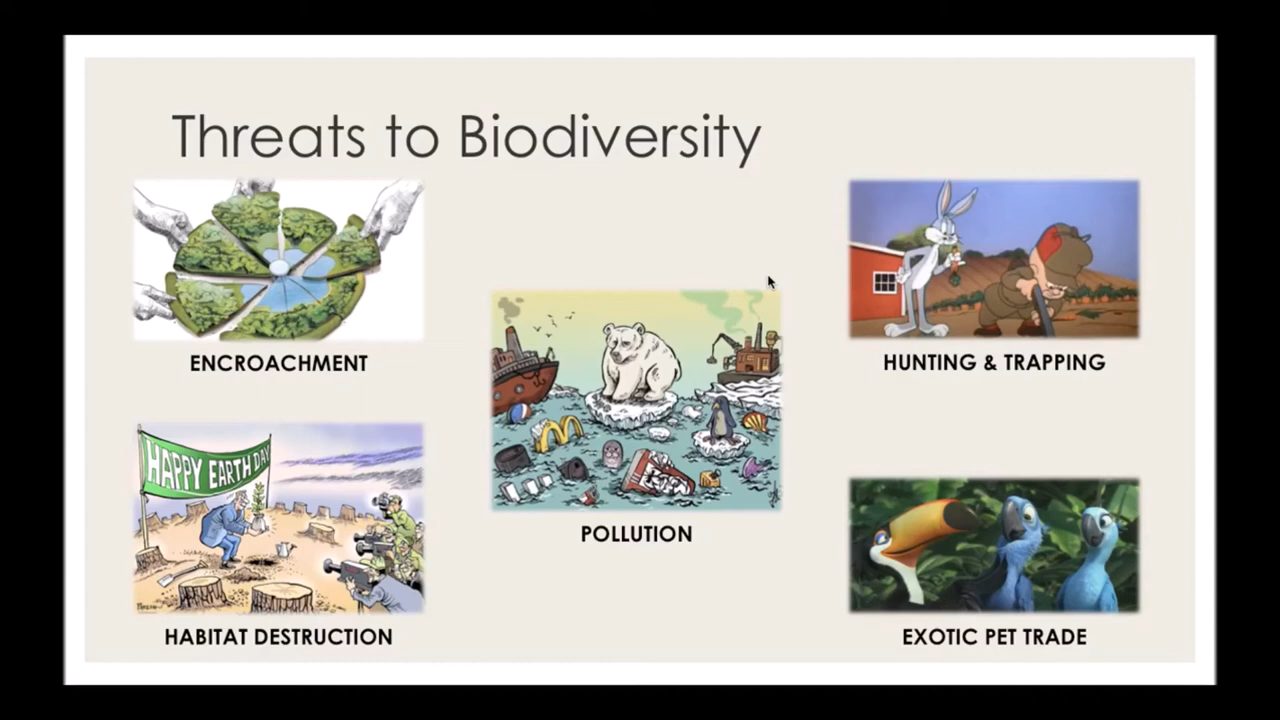 Threats to Biodiversity
ENCROACHMENT
HUNTING & TRAPPING
POLLUTION
HAPPY EARTH DAY
HABITAT DESTRUCTION
EXOTIC PET TRADE